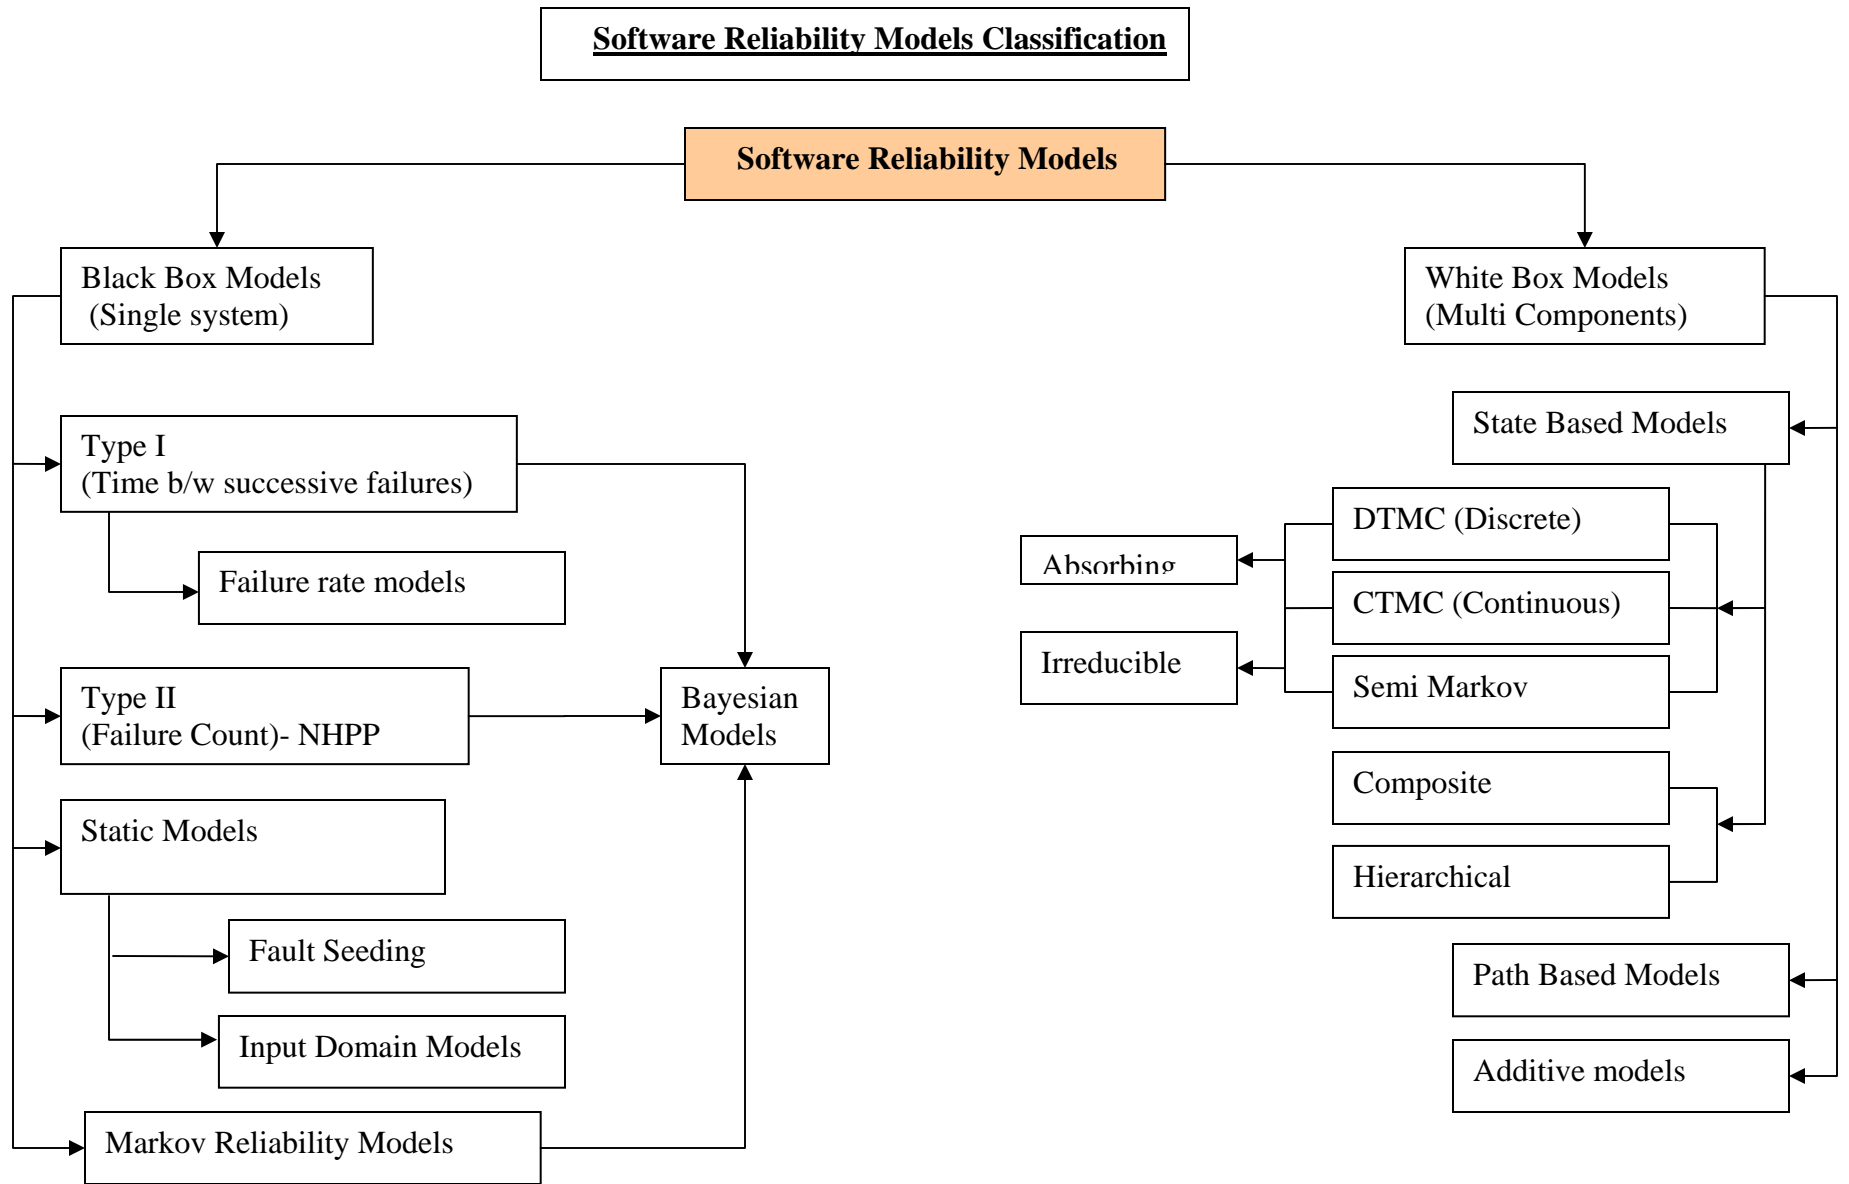 Software Reliability Models Classification
Software Reliability Models
Black Box Models
(Single system)
White Box Models
(Multi Components)
Type I
(Time b/w successive failures)
Failure rate models
Type II
(Failure Count)- NHPP
Bayesian
Models
Static Models
Fault Seeding
Input Domain Models
Markov Reliability Models
State Based Models
DTMC (Discrete)
CTMC (Continuous)
Semi Markov
Absorbing
Irreducible
Composite
Hierarchical
Path Based Models
Additive models